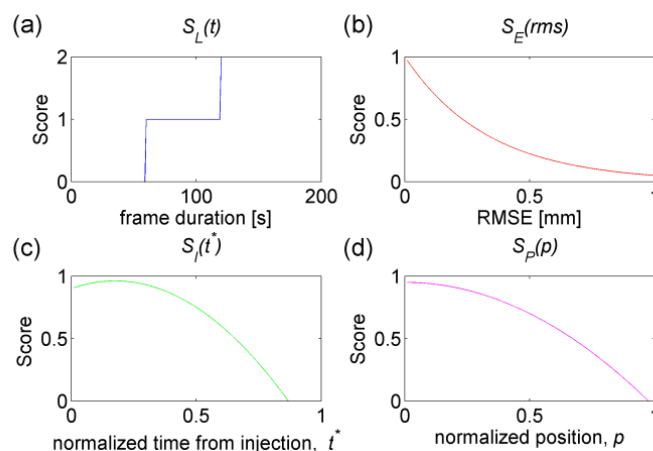 (a)
S_L(t)
2
1
0
Score
0
100
200
frame duration [s]
(b)
S_E(rms)
1
0.5
0
Score
0
0.5
1
RMSE [mm]
(c)
S_I(t*)
1
0.5
0
Score
0
0.5
1
normalized time from injection, t*
(d)
S_P(p)
1
0.5
0
Score
0
0.5
1
normalized position, p